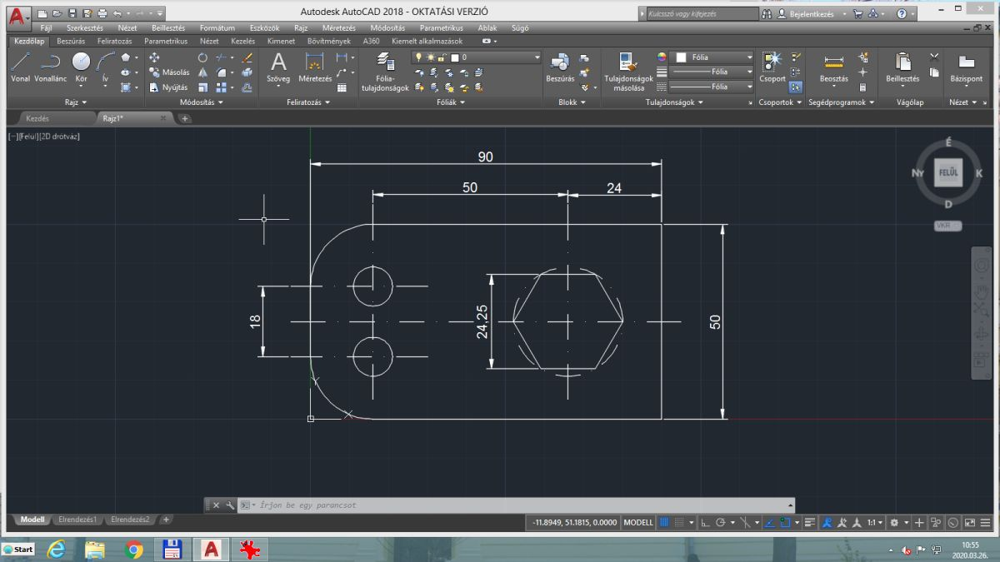 Autodesk AutoCAD 2018 - OKTATÁSI VERZIÓ
Kulcsszó vagy kifejezés
Bejelentkezés
Fájl Szerkesztés Nézet Beillesztés Formátum Eszközök Rajz Méretezés Módosítás Parametrikus Ablak Súgó
Kezdőlap Beszúrás Feliratozás Parametrikus Nézet Kezelés Kimenet Bővítmények A360 Kiemelt alkalmazások
Vonal Vonallánc Kör Ív
Másolás
Nyújtás
Szöveg Méretezés
Fólia-
tulajdonságok
0
Beszúrás
Tulajdonságok
másolása
Fólia
Fólia
Fólia
Csoport
Beosztás
Beillesztés
Bázispont
Rajz Módosítás Feliratozás Fóliák Blokk Tulajdonságok Csoportok Segédprogramok Vágólap Nézet
Kezdés Rajz1*
[−][Felül][2D drótváz]
É
Ny FELÜL K
D
VKR
90
50
24
18
24,25
50
Írjon be egy parancsot
Modell Elrendezés1 Elrendezés2
-11.8949, 51.1815, 0.0000 MODELL 1:1
Start
10:55
2020.03.26.